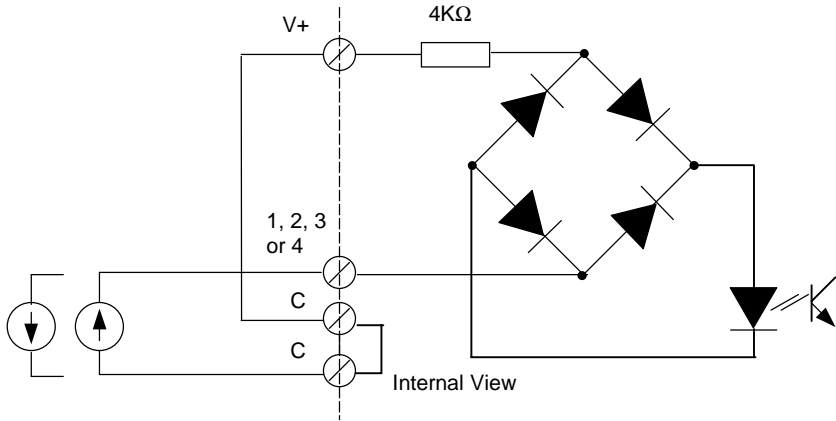 4KΩ
V+
1, 2, 3
or 4
C
C
Internal View